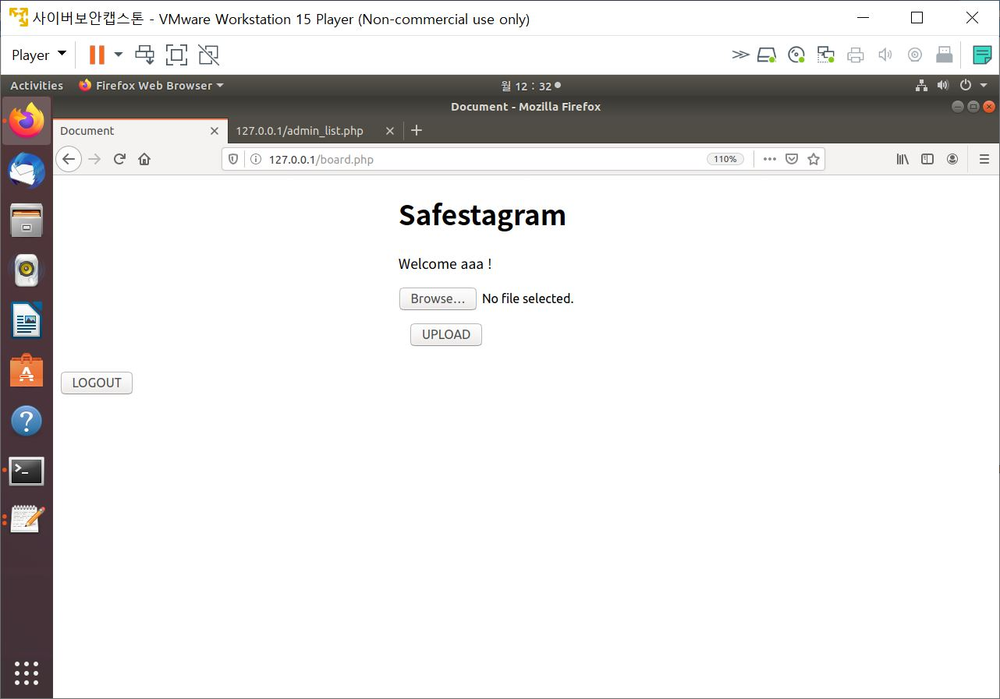 사이버보안캡스톤 - VMware Workstation 15 Player (Non-commercial use only)
Player
Activities Firefox Web Browser 월 12 : 32
Document - Mozilla Firefox
Document 127.0.0.1/admin_list.php
127.0.0.1/board.php 110%
Safestagram
Welcome aaa !
Browse... No file selected.
UPLOAD
LOGOUT